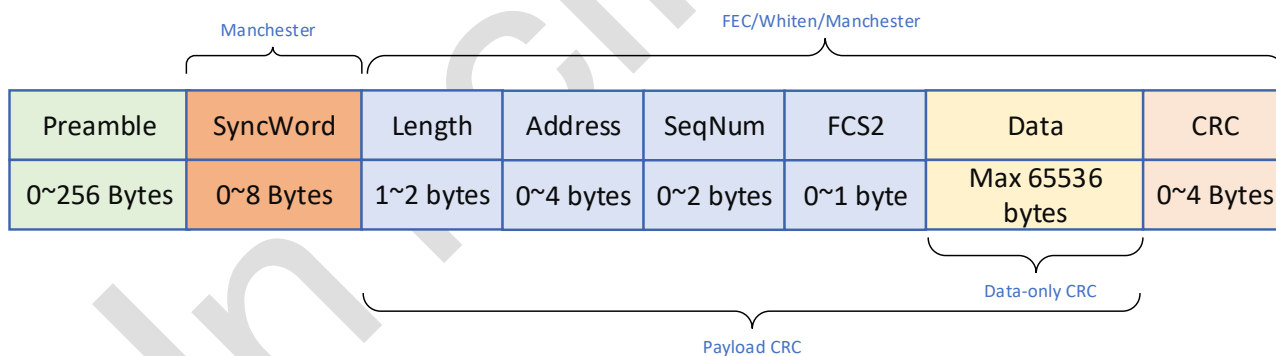 Manchester
FEC/Whiten/Manchester
Preamble SyncWord Length Address SeqNum FCS2 Data CRC
0~256 Bytes 0~8 Bytes 1~2 bytes 0~4 bytes 0~2 bytes 0~1 byte Max 65536 bytes 0~4 Bytes
Data-only CRC
Payload CRC